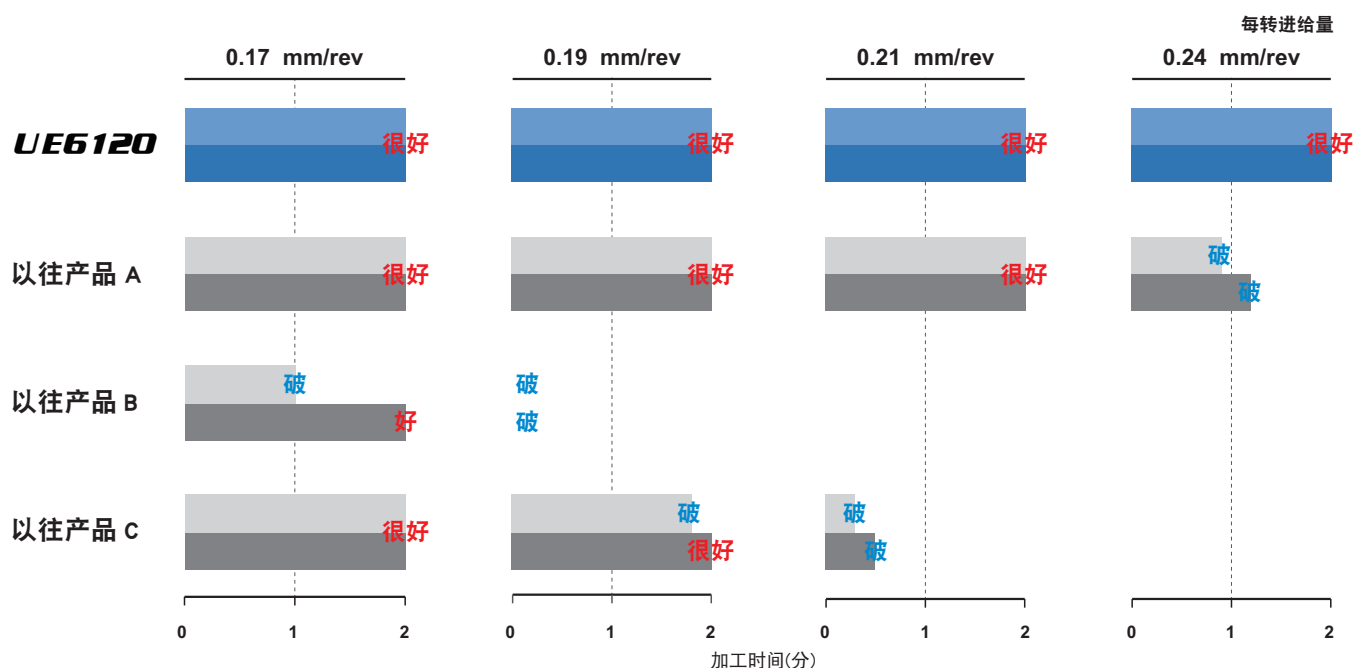 每转进给量
0.17 mm/rev 0.19 mm/rev 0.21 mm/rev 0.24 mm/rev
UE6120 很好 很好 很好 很好
以往产品 A 很好 很好 很好 破
破
以往产品 B 破 破
好 破
以往产品 C 很好 破 破
很好 破
0 1 2 0 1 2 0 1 2 0 1 2
加工时间(分)